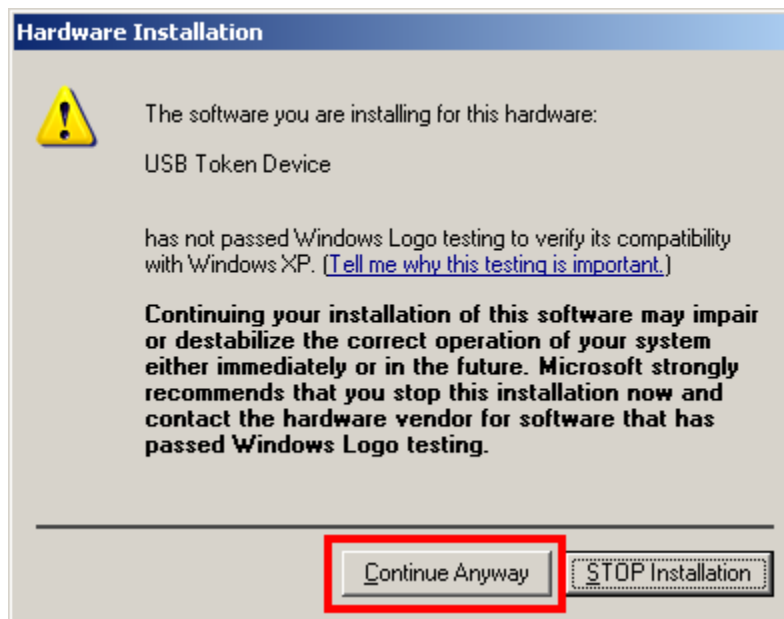 Hardware Installation
The software you are installing for this hardware:
USB Token Device
has not passed Windows Logo testing to verify its compatibility
with Windows XP. (Tell me why this testing is important.)
Continuing your installation of this software may impair
or destabilize the correct operation of your system
either immediately or in the future. Microsoft strongly
recommends that you stop this installation now and
contact the hardware vendor for software that has
passed Windows Logo testing.
Continue Anyway STOP Installation